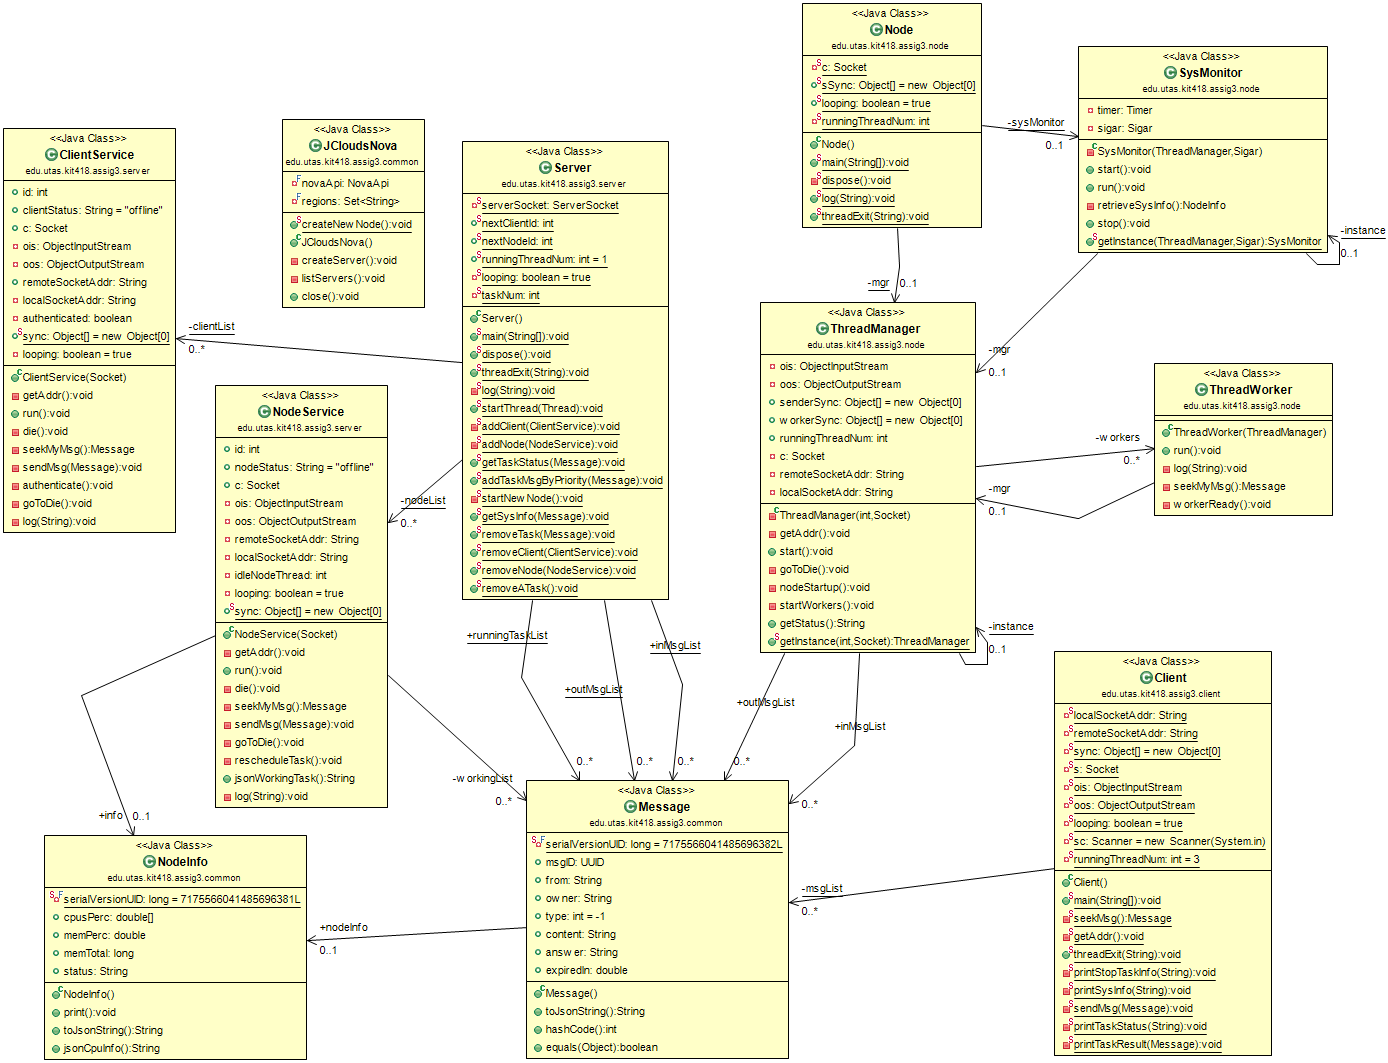 <<Java Class>>
Node
edu.utas.kit418.assig3.node
c: Socket
sSync: Object[] = new Object[0]
looping: boolean = true
runningThreadNum: int
Node()
main(String[]):void
dispose():void
log(String):void
threadExit(String):void
-sysMonitor
0..1
<<Java Class>>
SysMonitor
edu.utas.kit418.assig3.node
timer: Timer
sigar: Sigar
SysMonitor(ThreadManager,Sigar)
start():void
run():void
retrieveSysInfo():NodeInfo
stop():void
getInstance(ThreadManager,Sigar):SysMonitor
-instance
0..1
<<Java Class>>
ClientService
edu.utas.kit418.assig3.server
id: int
clientStatus: String = "offline"
c: Socket
ois: ObjectInputStream
oos: ObjectOutputStream
remoteSocketAddr: String
localSocketAddr: String
authenticated: boolean
sync: Object[] = new Object[0]
looping: boolean = true
ClientService(Socket)
getAddr():void
run():void
die():void
seekMyMsg():Message
sendMsg(Message):void
authenticate():void
goToDie():void
log(String):void
<<Java Class>>
JCloudsNova
edu.utas.kit418.assig3.common
novaApi: NovaApi
regions: Set<String>
createNewNode():void
JCloudsNova()
createServer():void
listServers():void
close():void
-clientList
0..*
<<Java Class>>
Server
edu.utas.kit418.assig3.server
serverSocket: ServerSocket
nextClientId: int
nextNodeId: int
runningThreadNum: int = 1
looping: boolean = true
taskNum: int
Server()
main(String[]):void
dispose():void
threadExit(String):void
log(String):void
startThread(Thread):void
addClient(ClientService):void
addNode(NodeService):void
getTaskStatus(Message):void
addTaskMsgByPriority(Message):void
startNewNode():void
getSysInfo(Message):void
removeTask(Message):void
removeClient(ClientService):void
removeNode(NodeService):void
removeATask():void
-mgr
0..1
<<Java Class>>
ThreadManager
edu.utas.kit418.assig3.node
ois: ObjectInputStream
oos: ObjectOutputStream
senderSync: Object[] = new Object[0]
workerSync: Object[] = new Object[0]
runningThreadNum: int
c: Socket
remoteSocketAddr: String
localSocketAddr: String
ThreadManager(int,Socket)
getAddr():void
start():void
goToDie():void
nodeStartup():void
startWorkers():void
getStatus():String
getInstance(int,Socket):ThreadManager
-mgr
0..1
-workers
0..*
-mgr
0..1
-instance
0..1
<<Java Class>>
ThreadWorker
edu.utas.kit418.assig3.node
ThreadWorker(ThreadManager)
run():void
log(String):void
seekMyMsg():Message
workerReady():void
<<Java Class>>
NodeService
edu.utas.kit418.assig3.server
id: int
nodeStatus: String = "offline"
c: Socket
ois: ObjectInputStream
oos: ObjectOutputStream
remoteSocketAddr: String
localSocketAddr: String
idleNodeThread: int
looping: boolean = true
sync: Object[] = new Object[0]
NodeService(Socket)
getAddr():void
run():void
die():void
seekMyMsg():Message
sendMsg(Message):void
goToDie():void
rescheduleTask():void
jsonWorkingTask():String
log(String):void
-nodeList
0..*
+runningTaskList
0..*
+outMsgList
0..*
+inMsgList
0..*
+outMsgList
0..*
+inMsgList
0..*
-workingList
0..*
+info
0..1
<<Java Class>>
NodeInfo
edu.utas.kit418.assig3.common
serialVersionUID: long = 7175566041485696381L
cpusPerc: double[]
memPerc: double
memTotal: long
status: String
NodeInfo()
print():void
toJsonString():String
jsonCpuInfo():String
+nodeInfo
0..1
<<Java Class>>
Message
edu.utas.kit418.assig3.common
serialVersionUID: long = 7175566041485696382L
msgID: UUID
from: String
owner: String
type: int = -1
content: String
answer: String
expiredIn: double
Message()
toJsonString():String
hashCode():int
equals(Object):boolean
-msgList
0..*
<<Java Class>>
Client
edu.utas.kit418.assig3.client
localSocketAddr: String
remoteSocketAddr: String
sync: Object[] = new Object[0]
s: Socket
ois: ObjectInputStream
oos: ObjectOutputStream
looping: boolean = true
sc: Scanner = new Scanner(System.in)
runningThreadNum: int = 3
Client()
main(String[]):void
seekMsg():Message
getAddr():void
threadExit(String):void
printStopTaskInfo(String):void
printSysInfo(String):void
sendMsg(Message):void
printTaskStatus(String):void
printTaskResult(Message):void